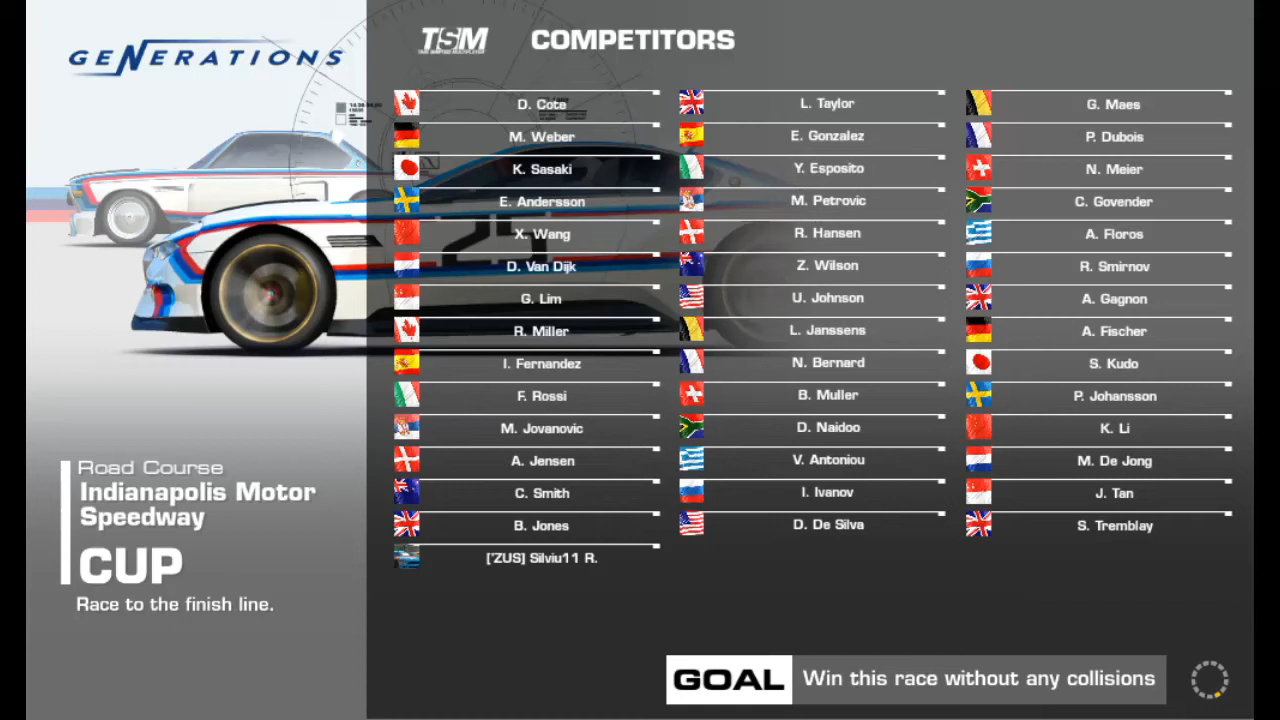 GENERATIONS
TSM
COMPETITORS
D. Cote
L. Taylor
G. Maes
M. Weber
E. Gonzalez
P. Dubois
K. Sasaki
Y. Esposito
N. Meier
E. Andersson
M. Petrovic
C. Govender
X. Wang
R. Hansen
A. Floros
D. Van Dijk
Z. Wilson
R. Smirnov
G. Lim
U. Johnson
A. Gagnon
R. Miller
L. Janssens
A. Fischer
I. Fernandez
N. Bernard
S. Kudo
F. Rossi
B. Muller
P. Johansson
M. Jovanovic
D. Naidoo
K. Li
A. Jensen
V. Antoniou
M. De Jong
C. Smith
I. Ivanov
J. Tan
B. Jones
D. De Silva
S. Tremblay
['ZUS] Silviu11 R.
Road Course
Indianapolis Motor
Speedway
CUP
Race to the finish line.
GOAL
Win this race without any collisions
25